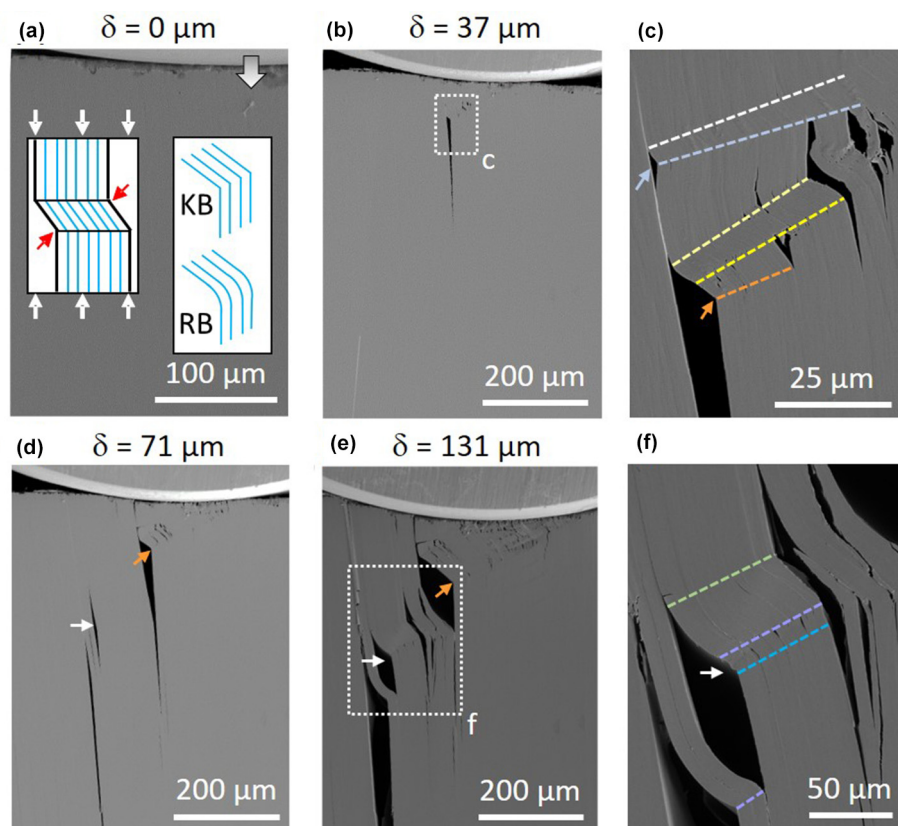 (a) δ = 0 µm
(b) δ = 37 µm
(c)
KB
RB
100 µm
c
200 µm
25 µm
(d) δ = 71 µm
(e) δ = 131 µm
(f)
200 µm
f
200 µm
50 µm